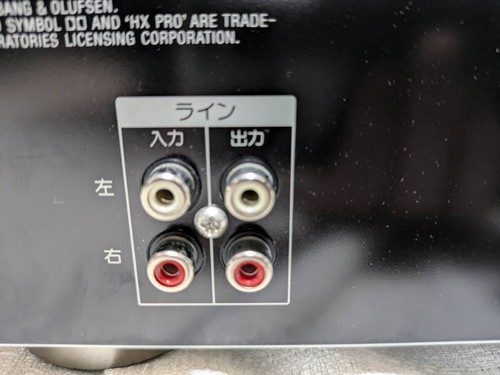 BANG & OLUFSEN.
SYMBOL DD AND "HX PRO" ARE TRADE-
RATORIES LICENSING CORPORATION.
ライン
入力 出力
左
右